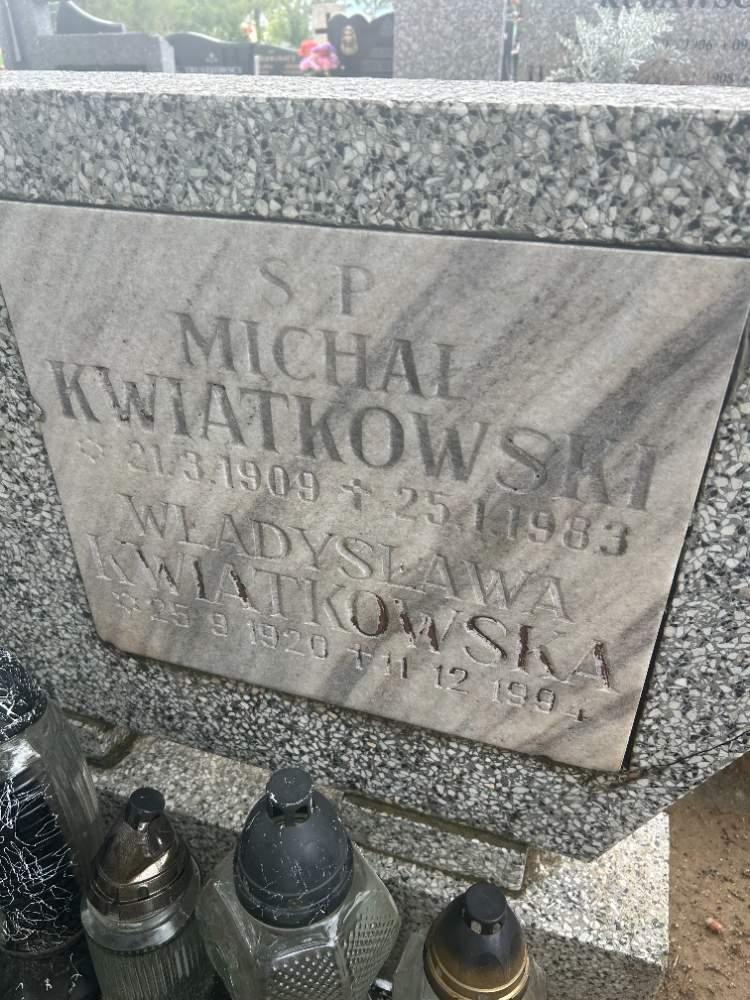 S P
MICHAŁ
KWIATKOWSKI
☆ 21.3.1909 ✝ 25.1.1983
WŁADYSŁAWA
KWIATKOWSKA
☆ 25 9 1920 ✝ 11 12 1994